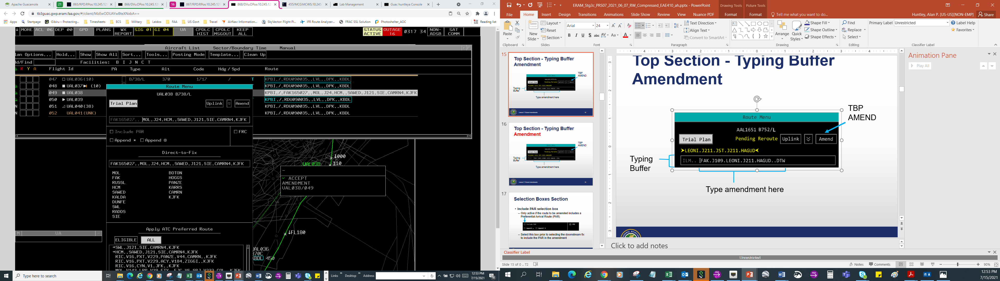 Apache Guacamole
21
865/RPD:RPos:10.245.12
866/DVu:DPos:10.245.12
16
867/RPD:RPos:10.245.12
868/DVu:DPos:10.245.12
455/MCG:MCWS:10.245.
Lab Management
Guac huntleya Console
tb3guac.gwp.eram.faa.gov/#/client/MzEwODUAYwBteXNxbA==
Apps
Startpage
Gibiru – Protecting...
Timesheets
ECS
Military
Leidos
FAA
US Govt
Travel
AirNav: Information...
SkyVector: Flight Pl...
IFR Route Analyzer...
FRAC SSL Solution
Photoshelter_AOC
Reading list
MORE
ACL 06
DEP 00
GPD
PLANS
WX REPORT
SIG 01
GI 04
UA
CPDLC HIST
CPDLC MSGOUT
KEEP ALL
STATUS ACTIVE
OUTAGE 16
0317 34
NON-ADSB
SAT COMM
Aircraft List Sector/Boundary Time Manual
lan Options...
Hold...
Show
Show All
Sort...
Tools...
Posting Mode
Template...
Clean Up
d/Find
Facilities: B I J N C T
R Y A Flight Id PA Type Alt Code Hdg / Spd Route
047 UAL036(10) B738/L 370 1717 / T KPBI./.RDU090035..LVL..DPK..KBDL
048 UAL037 (10) KPBI./.RDU090035..LVL..DPK..KBDL
049 UAL038 KPBI./.FAK165027..MOL.J24.HCM..SAWED.J121.SIE.CAMRN4.KJFK
050 UAL039 KPBI./.RDU090035..LVL..DPK..KBDL
N 051 UAL040(38) KPBI./.RDU090035..LVL..DPK..KBDL
N 052 UAL041(UNK) KPBI./.RDU090035..LVL..DPK..KBDL
Route Menu
UAL038 B738/L
Trial Plan
Uplink
Amend
FAK165027.. MOL.J24.HCM..SAWED.J121.SIE.CAMRN4.KJFK
Include PAR
FRC
Append *
Append ⊕
Direct-to-Fix
FAK165027..MOL.J24.HCM..SAWED.J121.SIE.CAMRN4.KJFK
MOL BOTON
FAK HOGGS
RUSSL PANZE
HCM KARRS
SAWED CAMRN
KALDA KJFK
DUNFE
SWL
RADDS
SIE
Apply ATC Preferred Route
ELIGIBLE
ALL
SWL.J121.SIE.CAMRN4.KJFK
HCM..SAWED.J121.SIE.CAMRN4.KJFK
RIC.V16.PXT.V229.PANZE.V44.CAMRN..KJFK
RIC.V16.PXT.V229.ACY.V184.ZIGGI..KJFK
RIC.V16.CYN.V1.JFK..KJFK
M UA
UAL038
↓000
110
ACCEPT
AMENDMENT
UAL038/049
↓FL180
UAL036
370C
KBDL 450
Type here to search
Links
Desktop
Address
12:53 PM
7/15/2021
ERAM_Stg3c_PRS07_2021_06_07_RW_Compressed_EAE410_ah.pptx - PowerPoint
Drawing Tools
Picture Tools
File
Home
Insert
Design
Transitions
Animations
Slide Show
Review
View
Nuance PDF
Format
Format
Tell me what you want to do...
Huntley, Alan P. [US-US](NON-EMP)
Share
Paste
New Slide
Layout
Reset
Section
Arial
24
Text Direction
Align Text
Convert to SmartArt
Arrange
Quick Styles
Shape Fill
Shape Outline
Shape Effects
Find
Replace
Select
Primary Label
Unrestricted
Label Help
Favorites
Clipboard
Slides
Font
Paragraph
Drawing
Editing
Classifier Label
15
Top Section - Typing Buffer
Amendment
TBP
AMEND
Typing
Buffer
Type amendment here
16
Top Section - Typing Buffer
Amendment
TBP
AMEND
Typing
Buffer
Type amendment here
17
Selection Boxes Section
• Include PAR selection box
– Only active if the route to be amended includes a
Preferential Arrival Route (PAR)
– Select this box prior to selecting the downstream fix
to include the PAR in the amendment
Top Section - Typing Buffer
Amendment
TBP
AMEND
Route Menu
AAL1651 B752/L
Trial Plan
Pending Reroute
Uplink
Amend
LEONI.J211.JST.J211.HAGUD
ILM.. FAK.J109.LEONI.J211.HAGUD..DTW
Typing
Buffer
Type amendment here
FEDERAL AVIATION
Animation Pane
Play All
Click to add notes
Classifier Label
Unrestricted
Slide 15 of 0 .. 72
Notes
Comments
90%
12:53 PM
7/15/2021